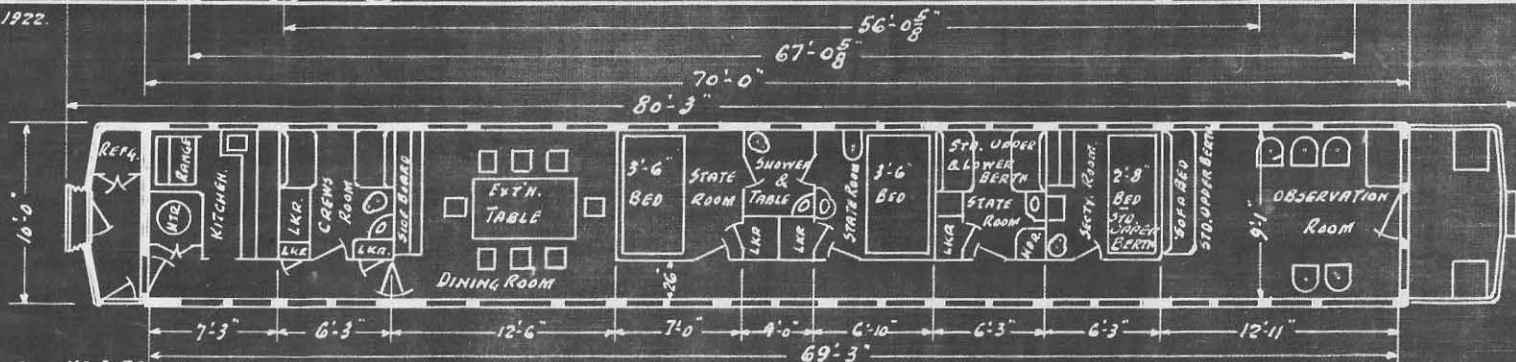 1922.
56'-0 5/8"
67'-0 5/8"
70'-0"
80'-3"
10'-0"
REFG.
RANGE
KITCHEN.
HTR
LKR.
CREWS
ROOM
LKR
LKR.
SIDE BOARD
EXT'N.
TABLE
DINING ROOM
3'-6"
BED
STATE
ROOM
2'6"
SHOWER
&
TABLE
LKR
LKR
STATE ROOM
3'-6"
BED
STD. UPPER
& LOWER
BERTH
STATE
ROOM
LKR
WDR.
SECTY. ROOM.
2'-8"
BED
STD.
UPPER
BERTH
SOFA BED
STD. UPPER BERTH
9'-1"
OBSERVATION
ROOM
7'-3"
6'-3"
12'-6"
7'-0"
4'-0"
6'-10"
6'-3"
6'-3"
12'-11"
69'-3"